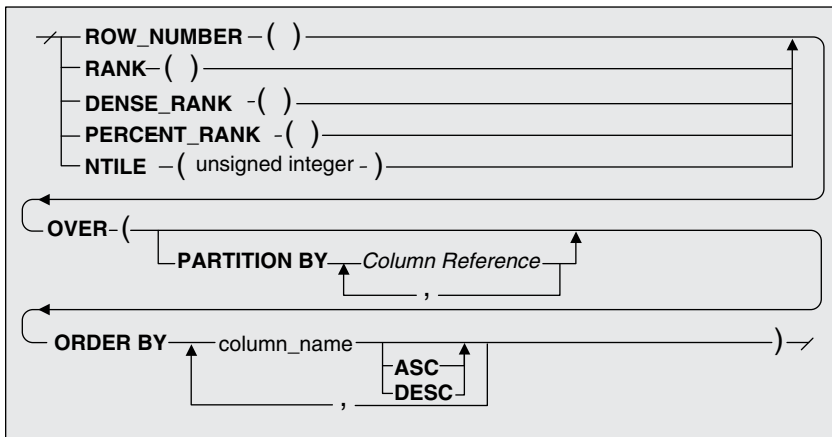 ROW_NUMBER ( )
RANK ( )
DENSE_RANK ( )
PERCENT_RANK ( )
NTILE ( unsigned integer )
OVER (
PARTITION BY Column Reference
,
ORDER BY column_name )
ASC
DESC
,